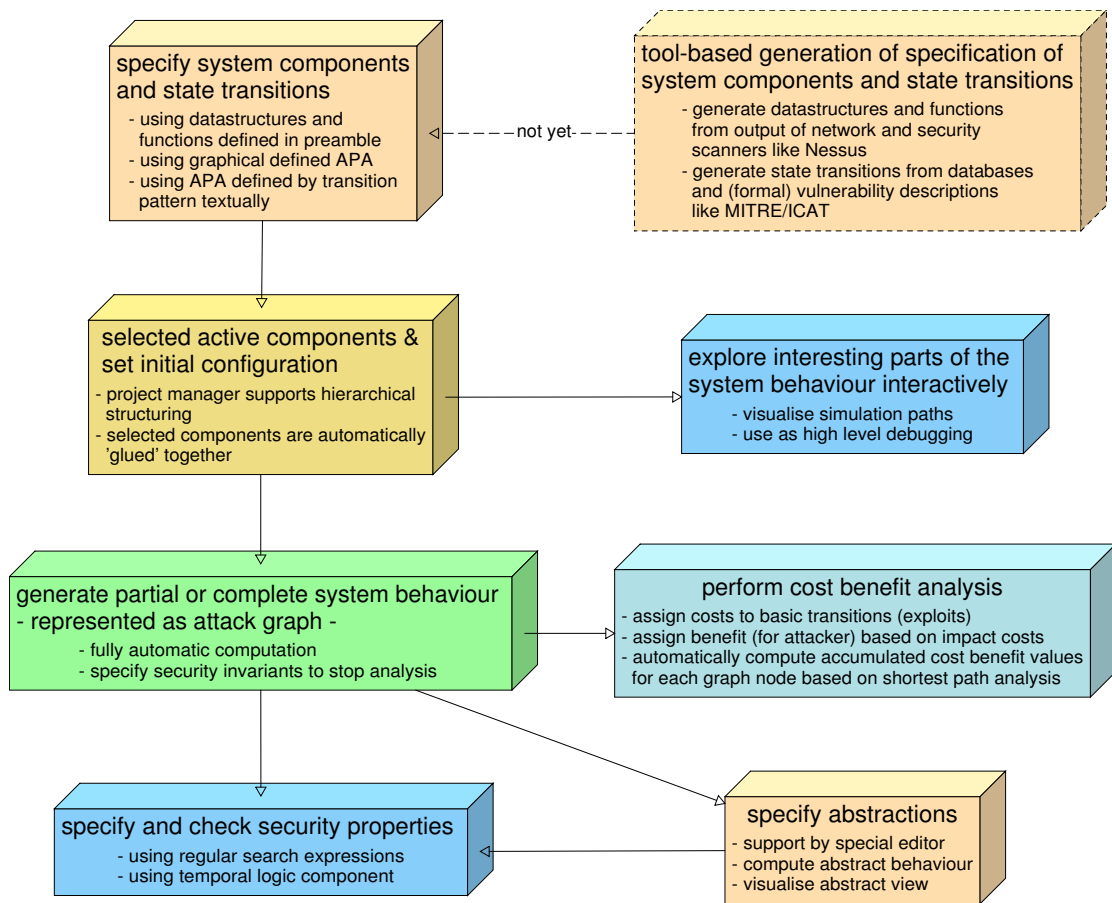 specify system components
and state transitions
- using datastructures and
functions defined in preamble
- using graphical defined APA
- using APA defined by transition
pattern textually
not yet
tool-based generation of specification of
system components and state transitions
- generate datastructures and functions
from output of network and security
scanners like Nessus
- generate state transitions from databases
and (formal) vulnerability descriptions
like MITRE/ICAT
selected active components &
set initial configuration
- project manager supports hierarchical
structuring
- selected components are automatically
'glued' together
explore interesting parts of the
system behaviour interactively
- visualise simulation paths
- use as high level debugging
generate partial or complete system behaviour
- represented as attack graph -
- fully automatic computation
- specify security invariants to stop analysis
perform cost benefit analysis
- assign costs to basic transitions (exploits)
- assign benefit (for attacker) based on impact costs
- automatically compute accumulated cost benefit values
for each graph node based on shortest path analysis
specify and check security properties
- using regular search expressions
- using temporal logic component
specify abstractions
- support by special editor
- compute abstract behaviour
- visualise abstract view